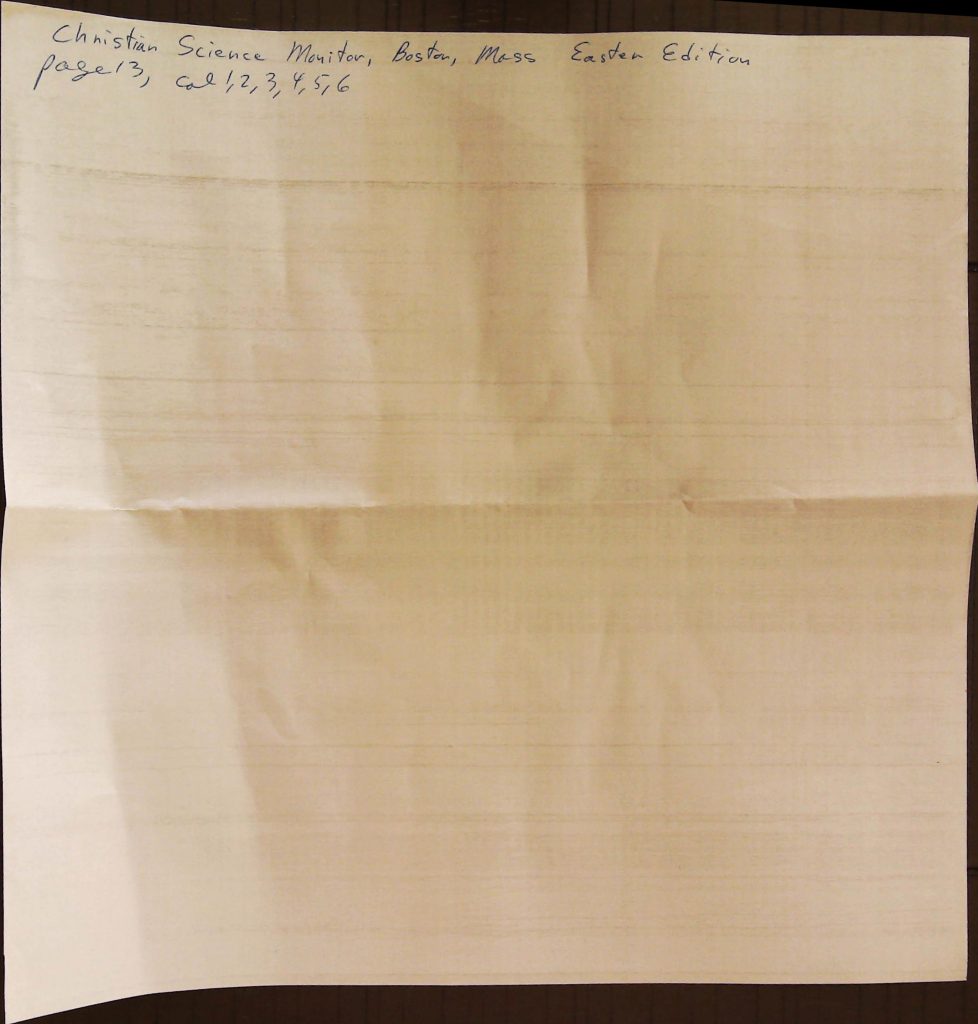 Christian Science Monitor, Boston, Mass Eastern Edition
page 13, col 1, 2, 3, 4, 5, 6